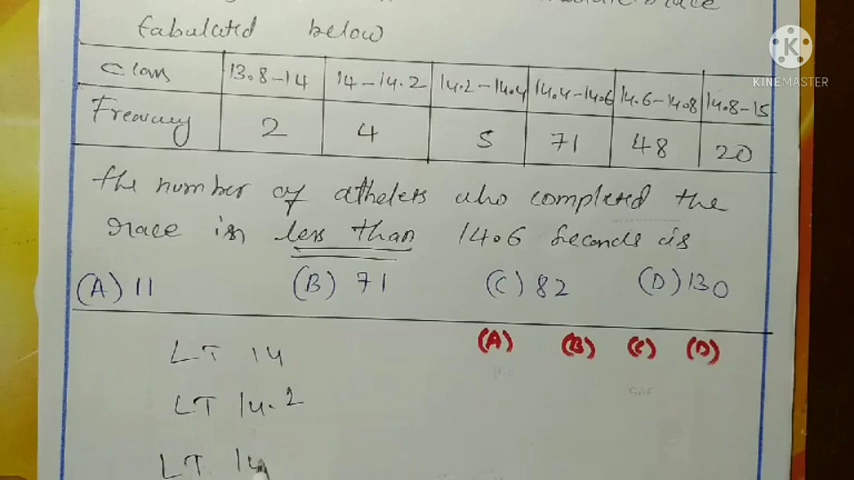 tabulated below
Class 13.8-14 14-14.2 14.2-14.4 14.4-14.6 14.6-14.8 14.8-15
Frequency 2 4 5 71 48 20
the number of athelets who completed the
race in less than 14.6 seconds is
(A) 11 (B) 71 (C) 82 (D) 130
(A) (B) (C) (D)
LT 14
LT 14.2
LT 14
K
KINEMASTER